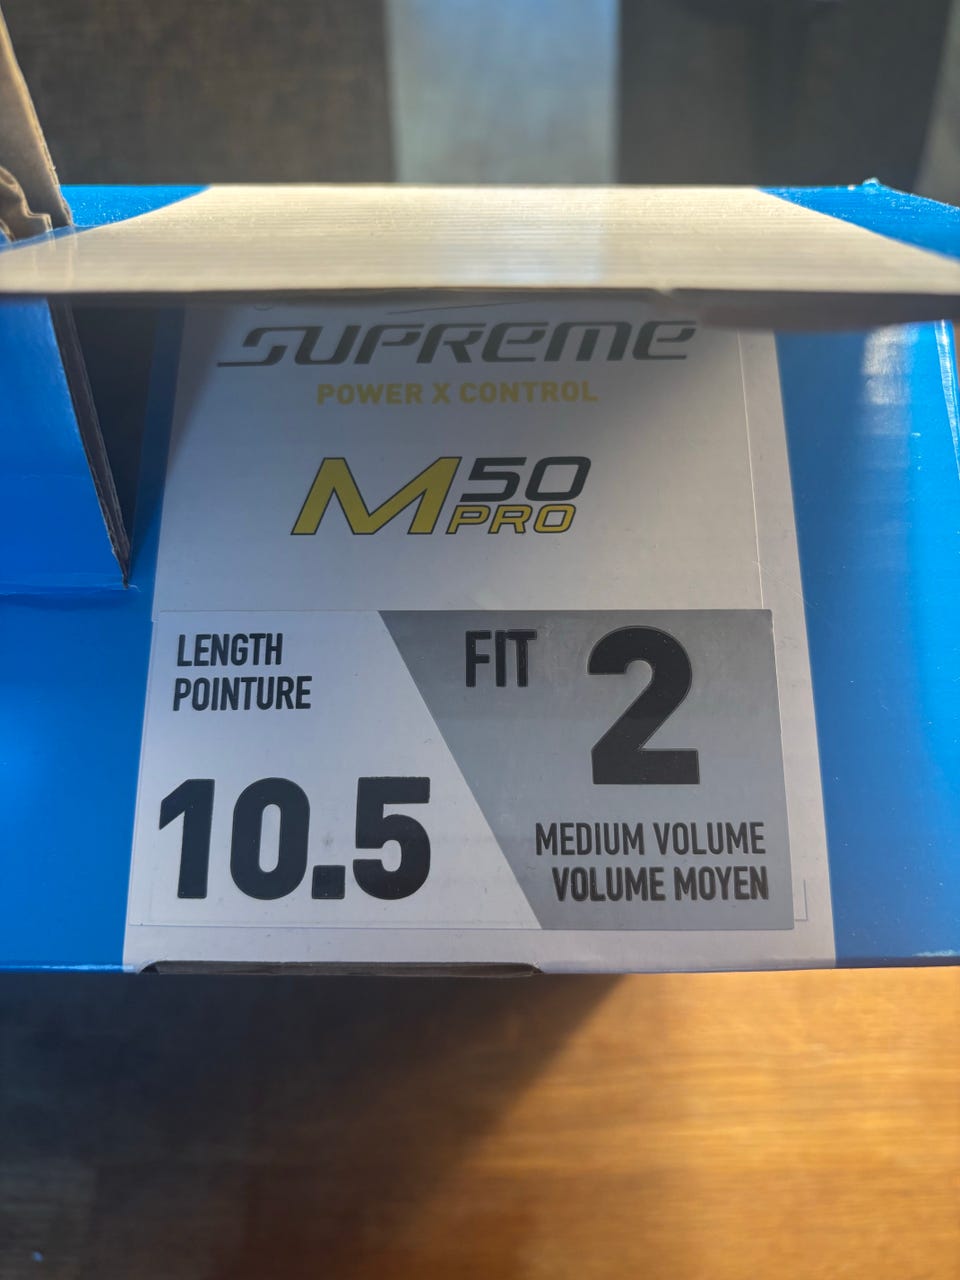 SUPREME
POWER X CONTROL
M50
PRO
LENGTH
POINTURE
10.5
FIT 2
MEDIUM VOLUME
VOLUME MOYEN